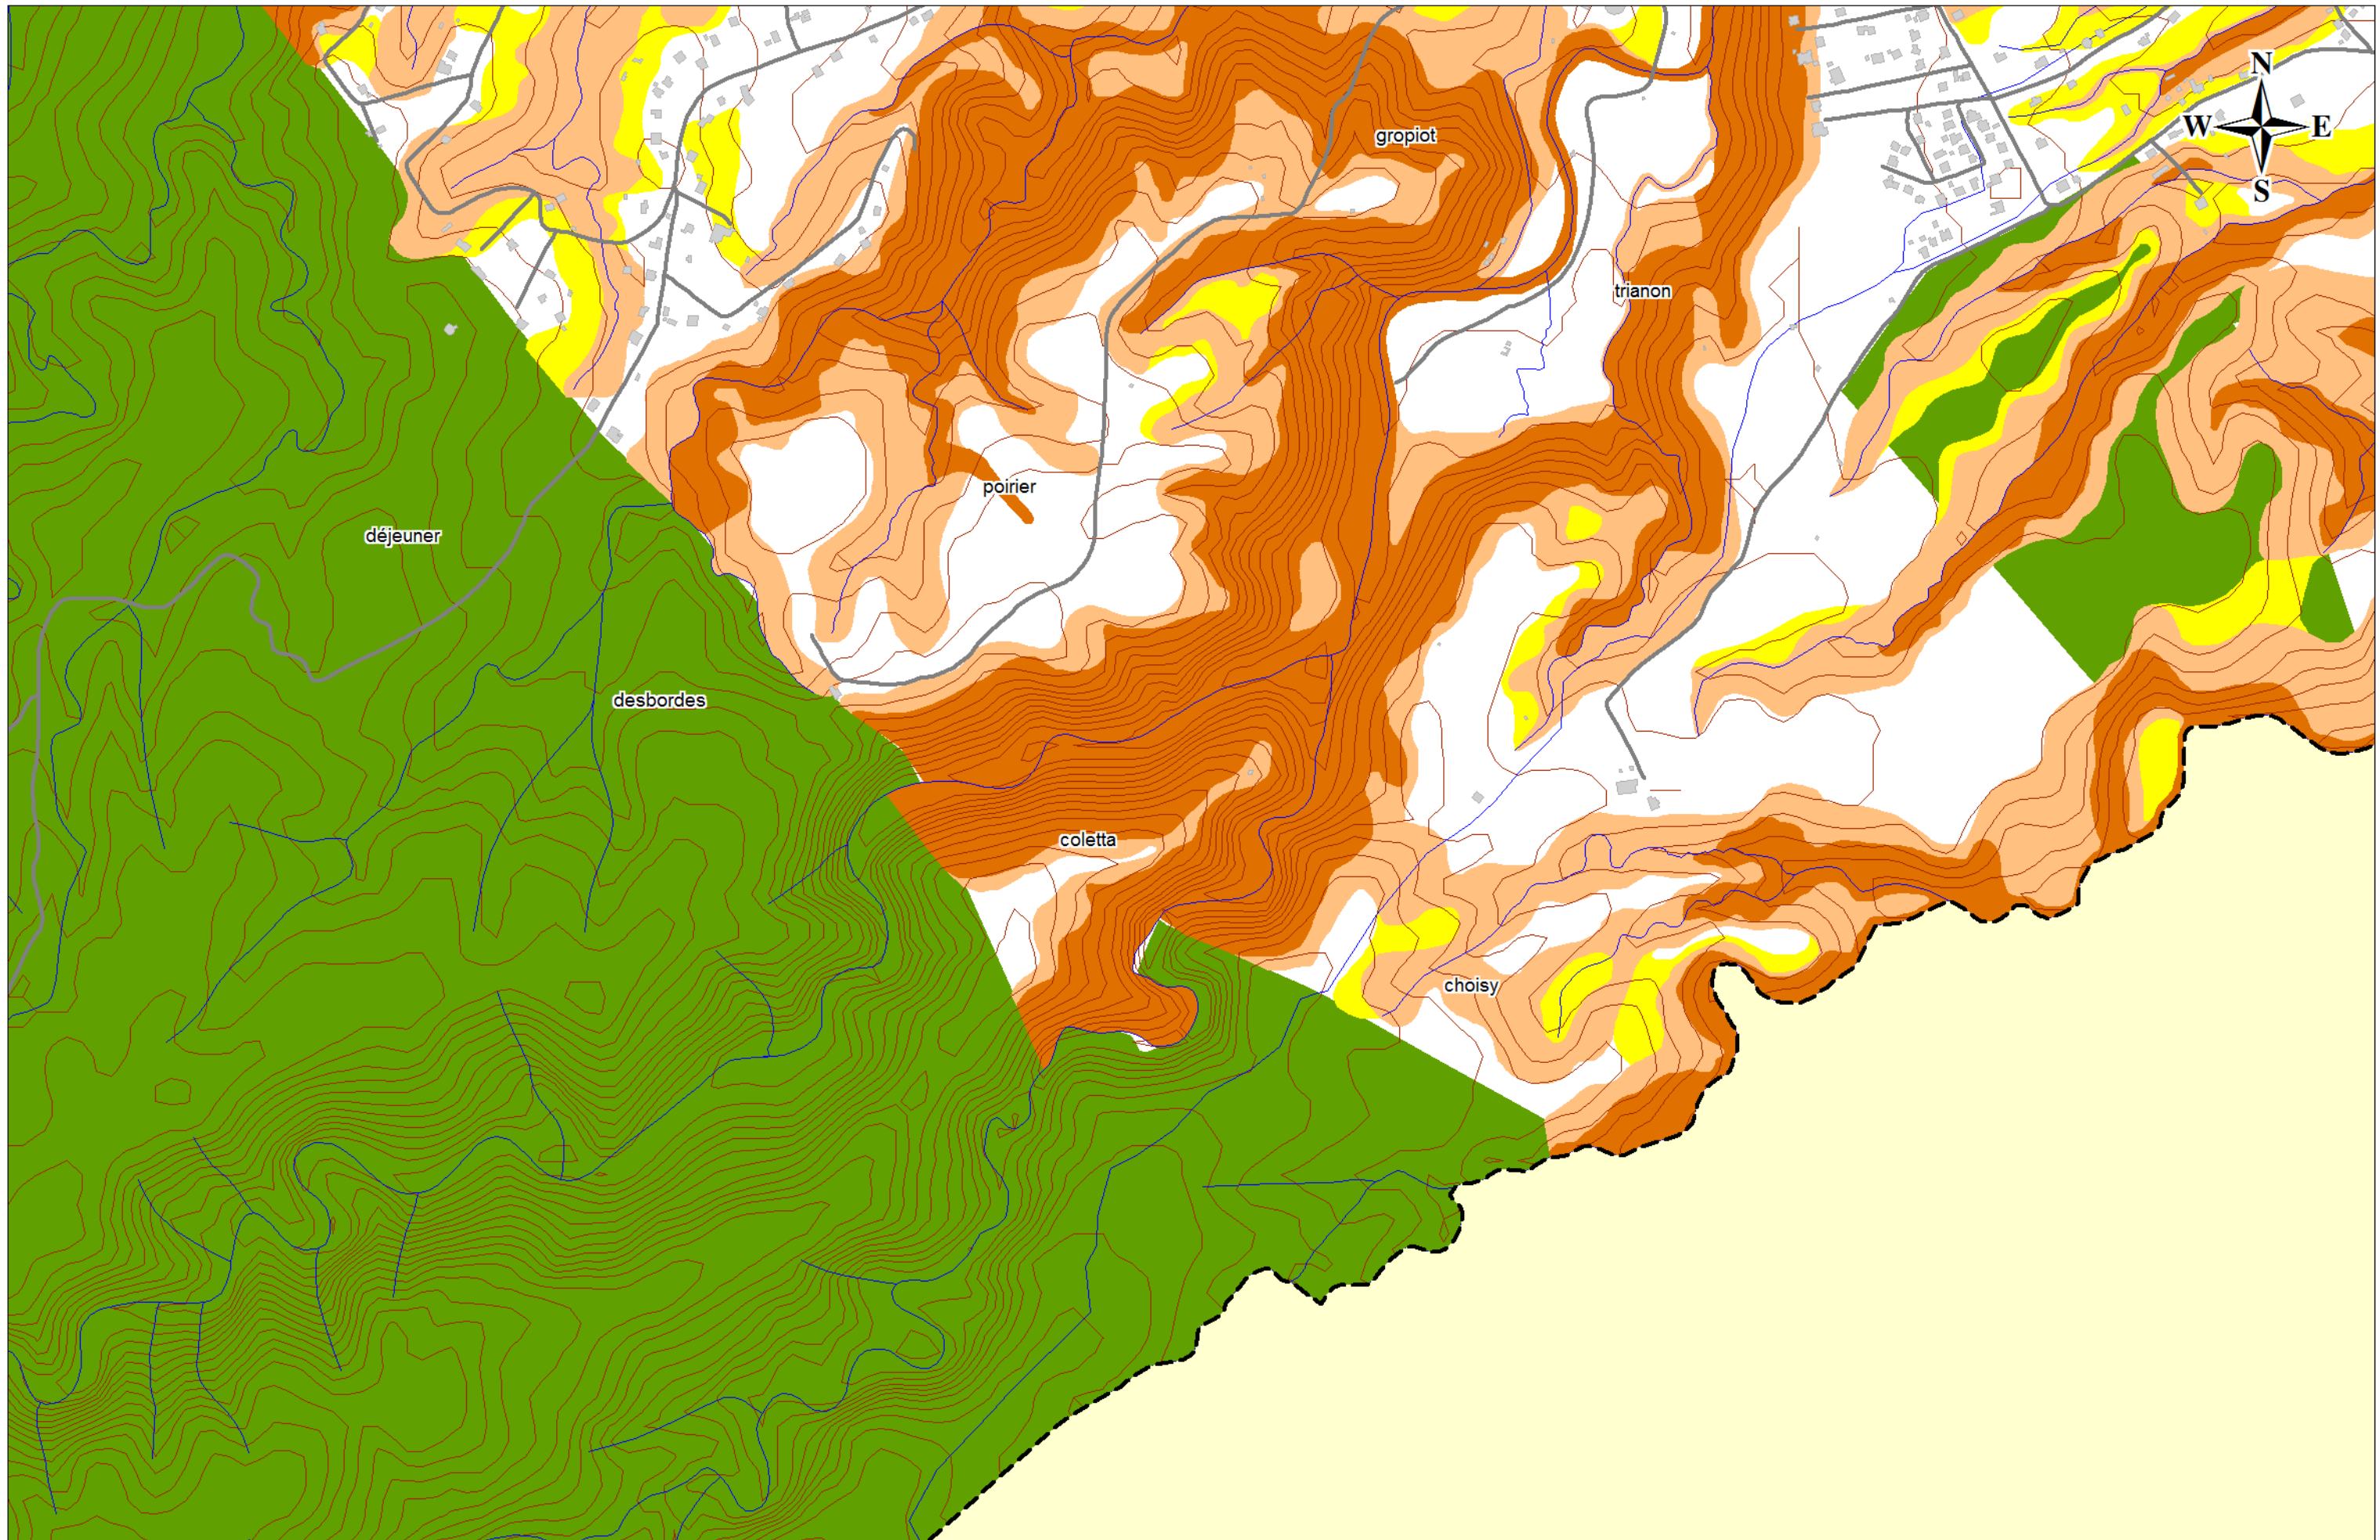 N
W E
S
gropiot
trianon
poirier
déjeuner
desbordes
coletta
choisy